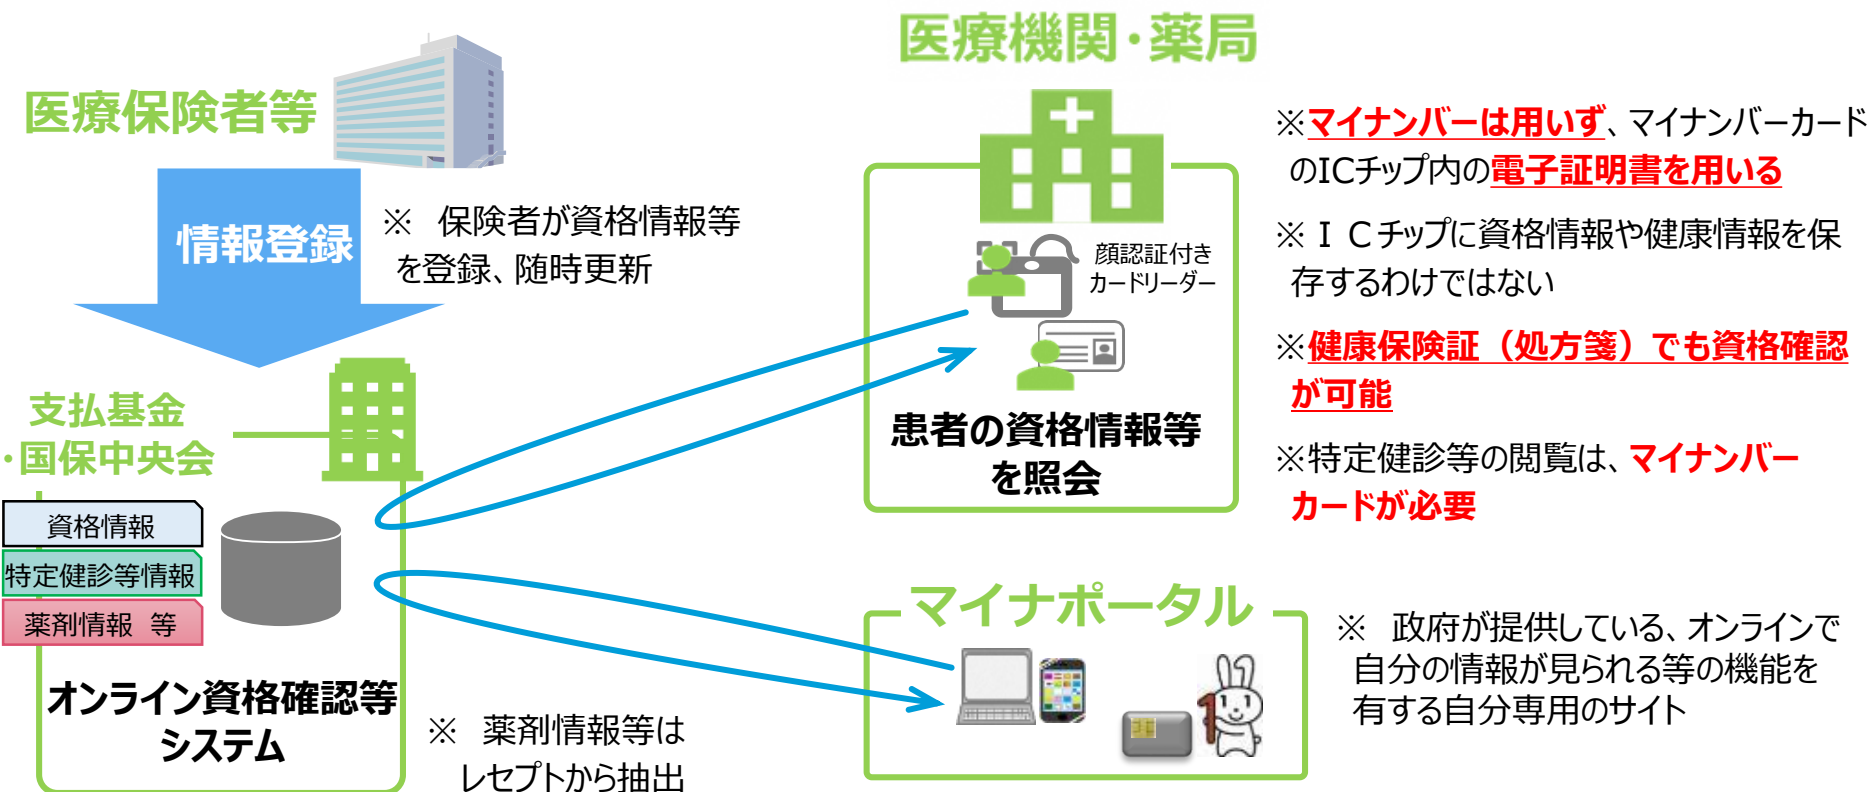 医療保険者等
情報登録
※　保険者が資格情報等
を登録、随時更新
支払基金
・国保中央会
資格情報
特定健診等情報
薬剤情報　等
オンライン資格確認等
システム
※　薬剤情報等は
レセプトから抽出
医療機関・薬局
顔認証付き
カードリーダー
患者の資格情報等
を照会
※マイナンバーは用いず、マイナンバーカード
のICチップ内の電子証明書を用いる
※ＩＣチップに資格情報や健康情報を保
存するわけではない
※健康保険証（処方箋）でも資格確認
が可能
※特定健診等の閲覧は、マイナンバー
カードが必要
マイナポータル
※　政府が提供している、オンラインで
自分の情報が見られる等の機能を
有する自分専用のサイト